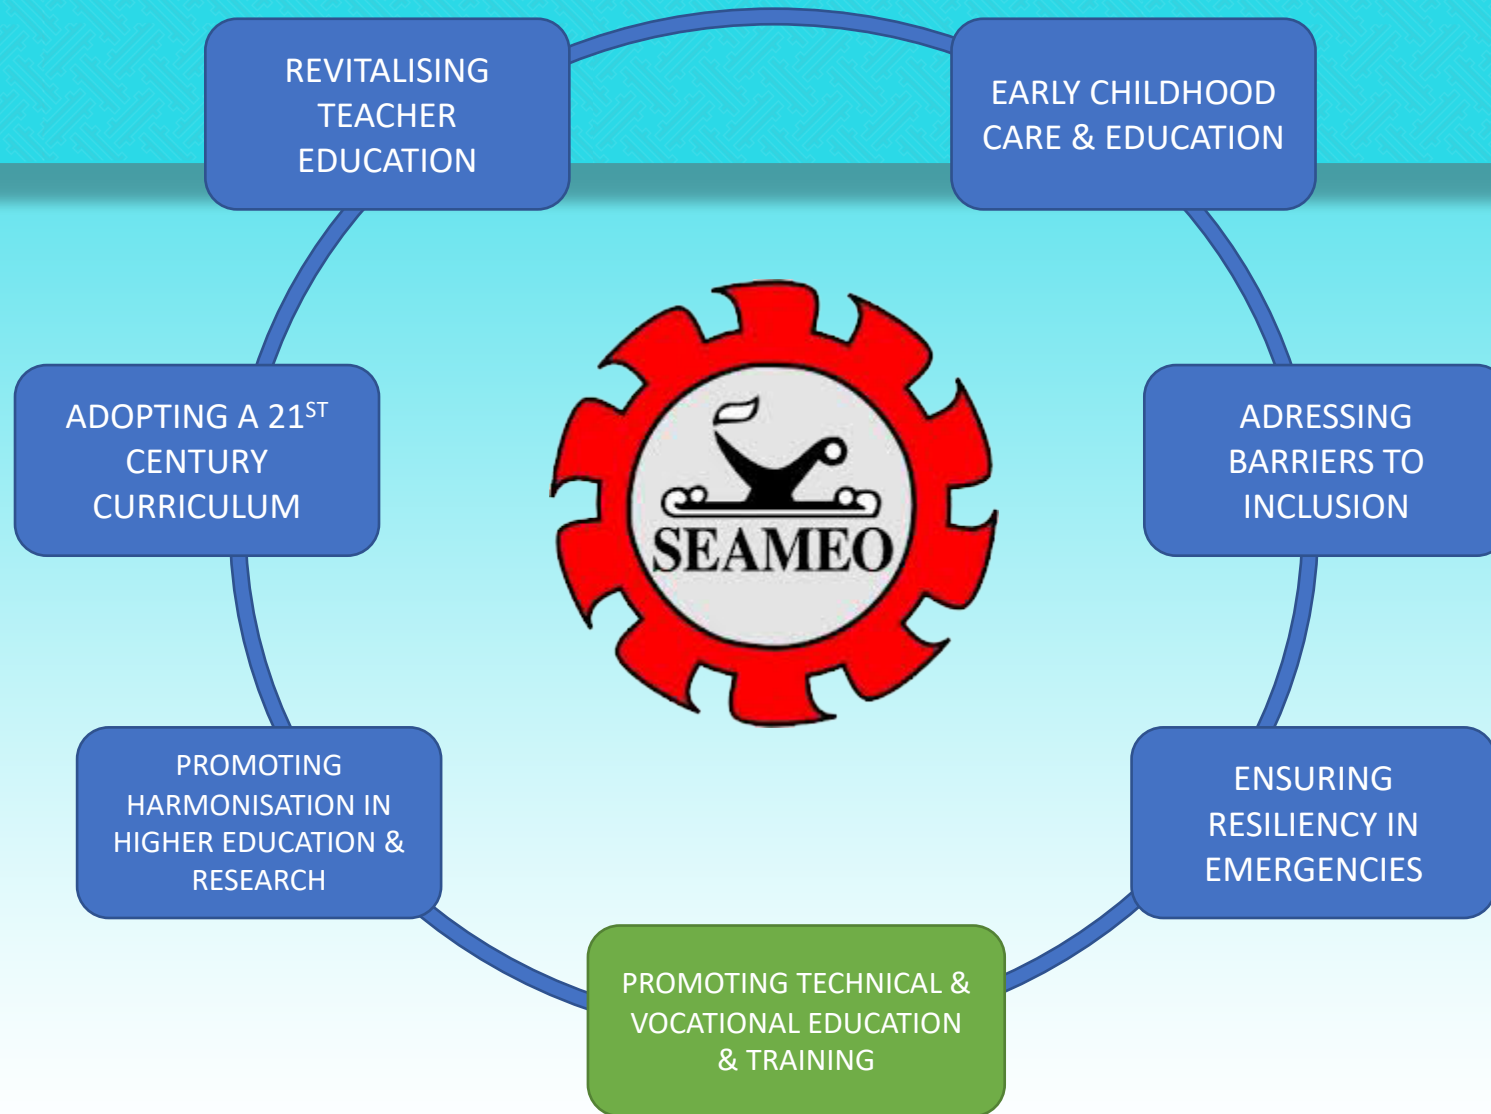 REVITALISING
TEACHER
EDUCATION
EARLY CHILDHOOD
CARE & EDUCATION
ADOPTING A 21ST
CENTURY
CURRICULUM
SEAMEO
ADRESSING
BARRIERS TO
INCLUSION
PROMOTING
HARMONISATION IN
HIGHER EDUCATION &
RESEARCH
ENSURING
RESILIENCY IN
EMERGENCIES
PROMOTING TECHNICAL &
VOCATIONAL EDUCATION
& TRAINING